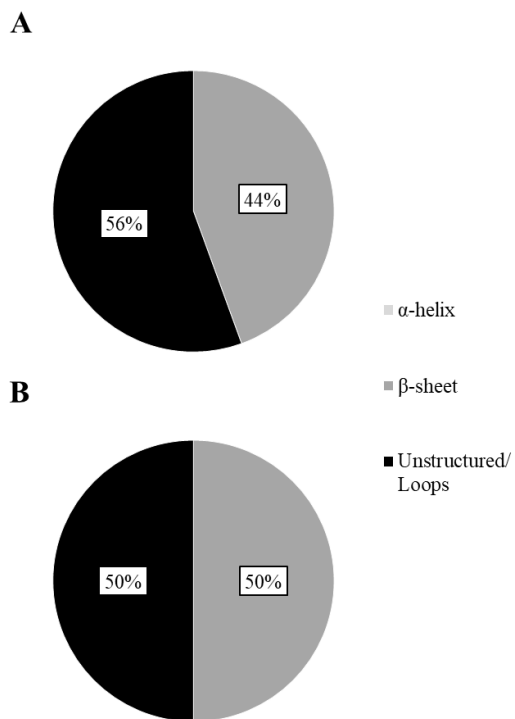 A
44%
56%
α-helix
β-sheet
B
Unstructured/
Loops
50%
50%